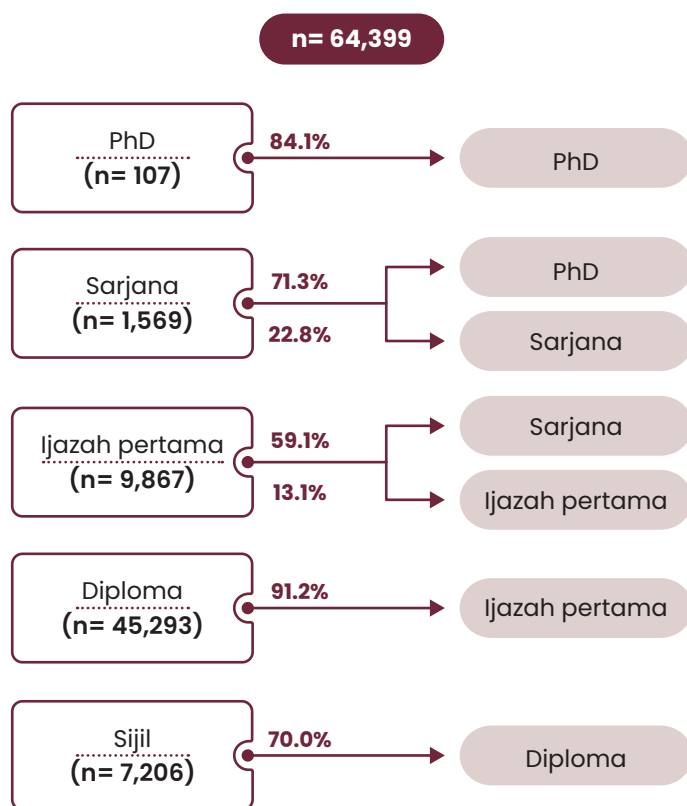 n= 64,399
PhD
(n= 107)
84.1%
PhD
Sarjana
(n= 1,569)
71.3%
22.8%
PhD
Sarjana
Ijazah pertama
(n= 9,867)
59.1%
13.1%
Sarjana
Ijazah pertama
Diploma
(n= 45,293)
91.2%
Ijazah pertama
Sijil
(n= 7,206)
70.0%
Diploma